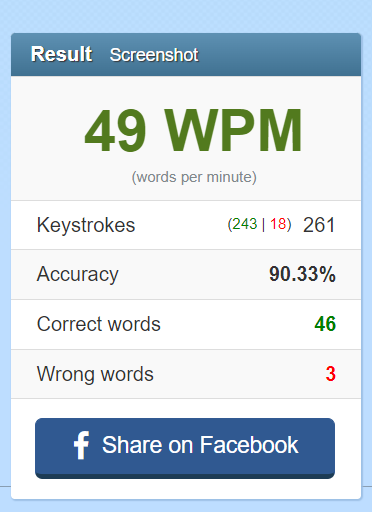 Result Screenshot
49 WPM
(words per minute)
Keystrokes (243 | 18) 261
Accuracy 90.33%
Correct words 46
Wrong words 3
Share on Facebook